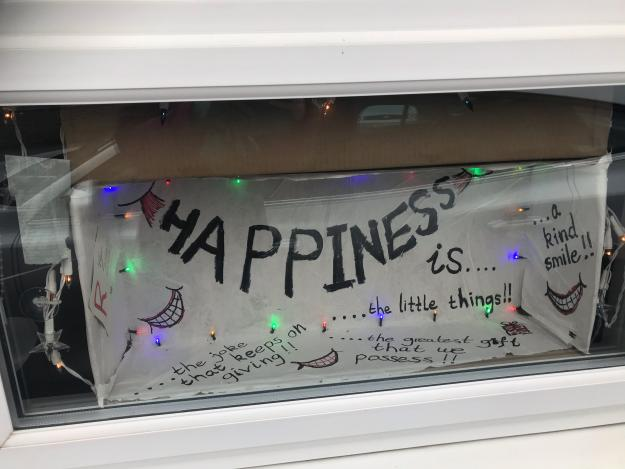 HAPPINESS
is....
...a
kind
smile!!
.....the little things!!
.....the joke
that keeps on
giving!!
....the greatest gift
that we
possess!!
R